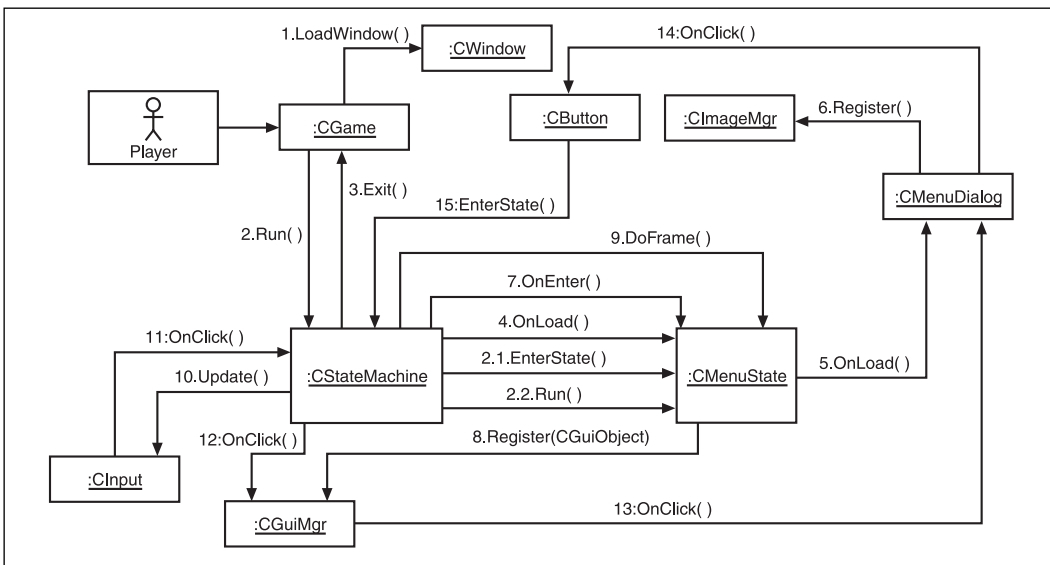 1.LoadWindow( )
:CWindow
14:OnClick( )
Player
:CGame
:CButton
:CImageMgr
6.Register( )
:CMenuDialog
3.Exit( )
15:EnterState( )
2.Run( )
9.DoFrame( )
7.OnEnter( )
4.OnLoad( )
11:OnClick( )
2.1.EnterState( )
5.OnLoad( )
:CStateMachine
:CMenuState
10.Update( )
2.2.Run( )
12:OnClick( )
8.Register(CGuiObject)
:CInput
:CGuiMgr
13:OnClick( )